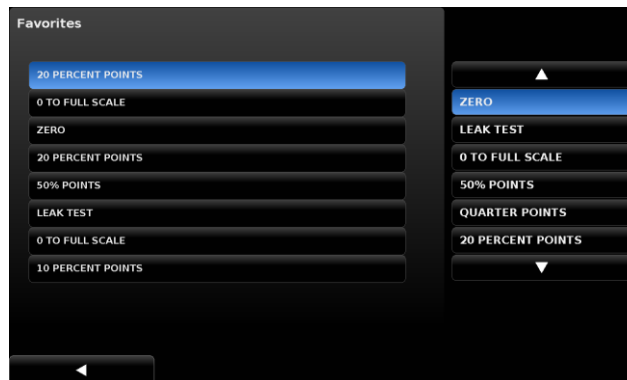 Favorites
20 PERCENT POINTS
0 TO FULL SCALE
ZERO
20 PERCENT POINTS
50% POINTS
LEAK TEST
0 TO FULL SCALE
10 PERCENT POINTS
ZERO
LEAK TEST
0 TO FULL SCALE
50% POINTS
QUARTER POINTS
20 PERCENT POINTS